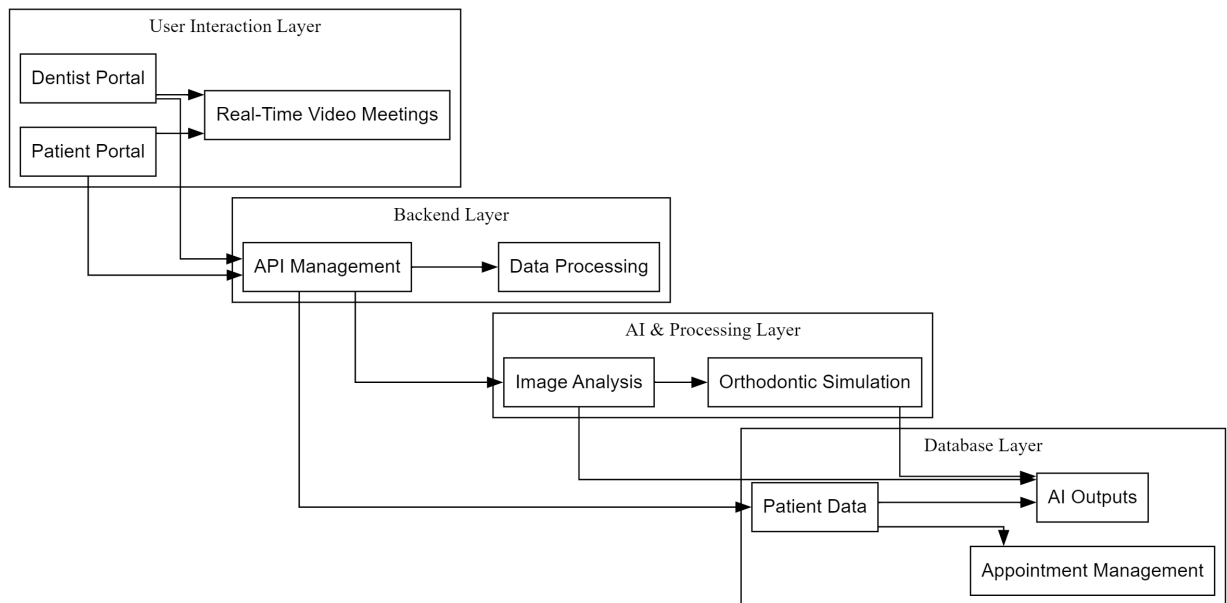 User Interaction Layer
Dentist Portal
Real-Time Video Meetings
Patient Portal
Backend Layer
API Management
Data Processing
AI & Processing Layer
Image Analysis
Orthodontic Simulation
Database Layer
AI Outputs
Patient Data
Appointment Management